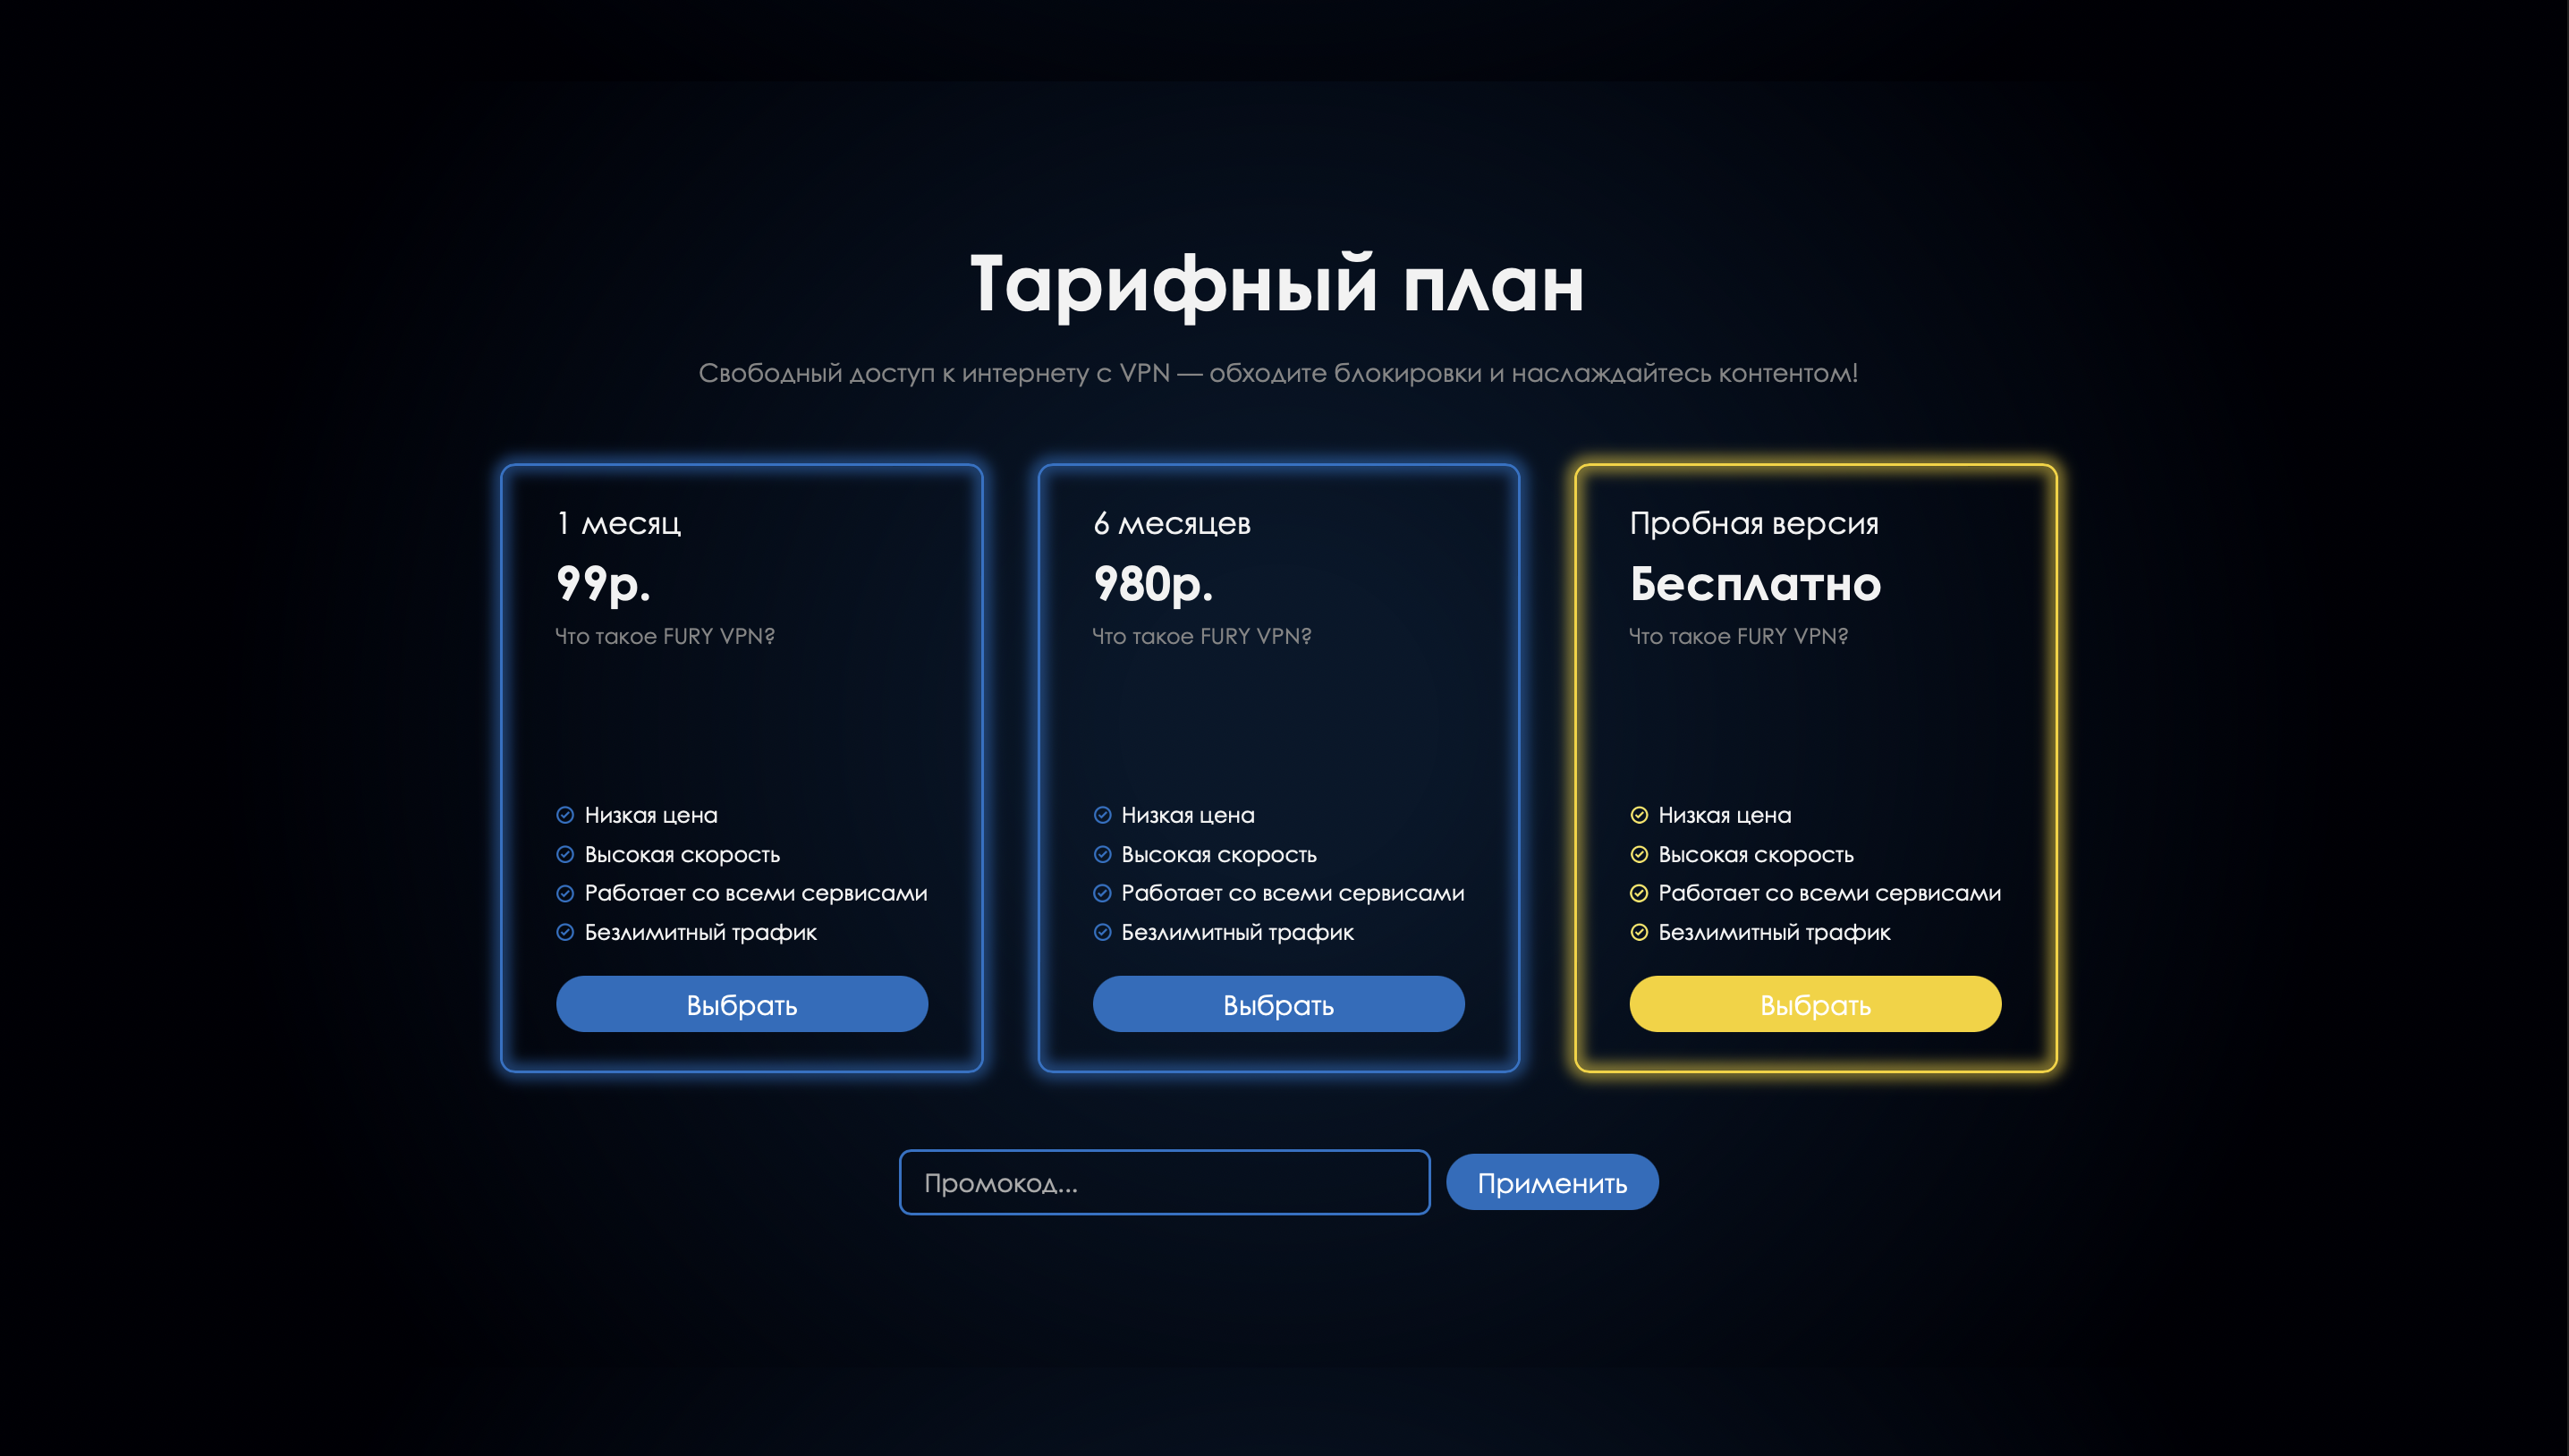 Тарифный план
Свободный доступ к интернету с VPN — обходите блокировки и наслаждайтесь контентом!
1 месяц
99р.
Что такое FURY VPN?
Низкая цена
Высокая скорость
Работает со всеми сервисами
Безлимитный трафик
Выбрать
6 месяцев
980р.
Что такое FURY VPN?
Низкая цена
Высокая скорость
Работает со всеми сервисами
Безлимитный трафик
Выбрать
Пробная версия
Бесплатно
Что такое FURY VPN?
Низкая цена
Высокая скорость
Работает со всеми сервисами
Безлимитный трафик
Выбрать
Промокод...
Применить